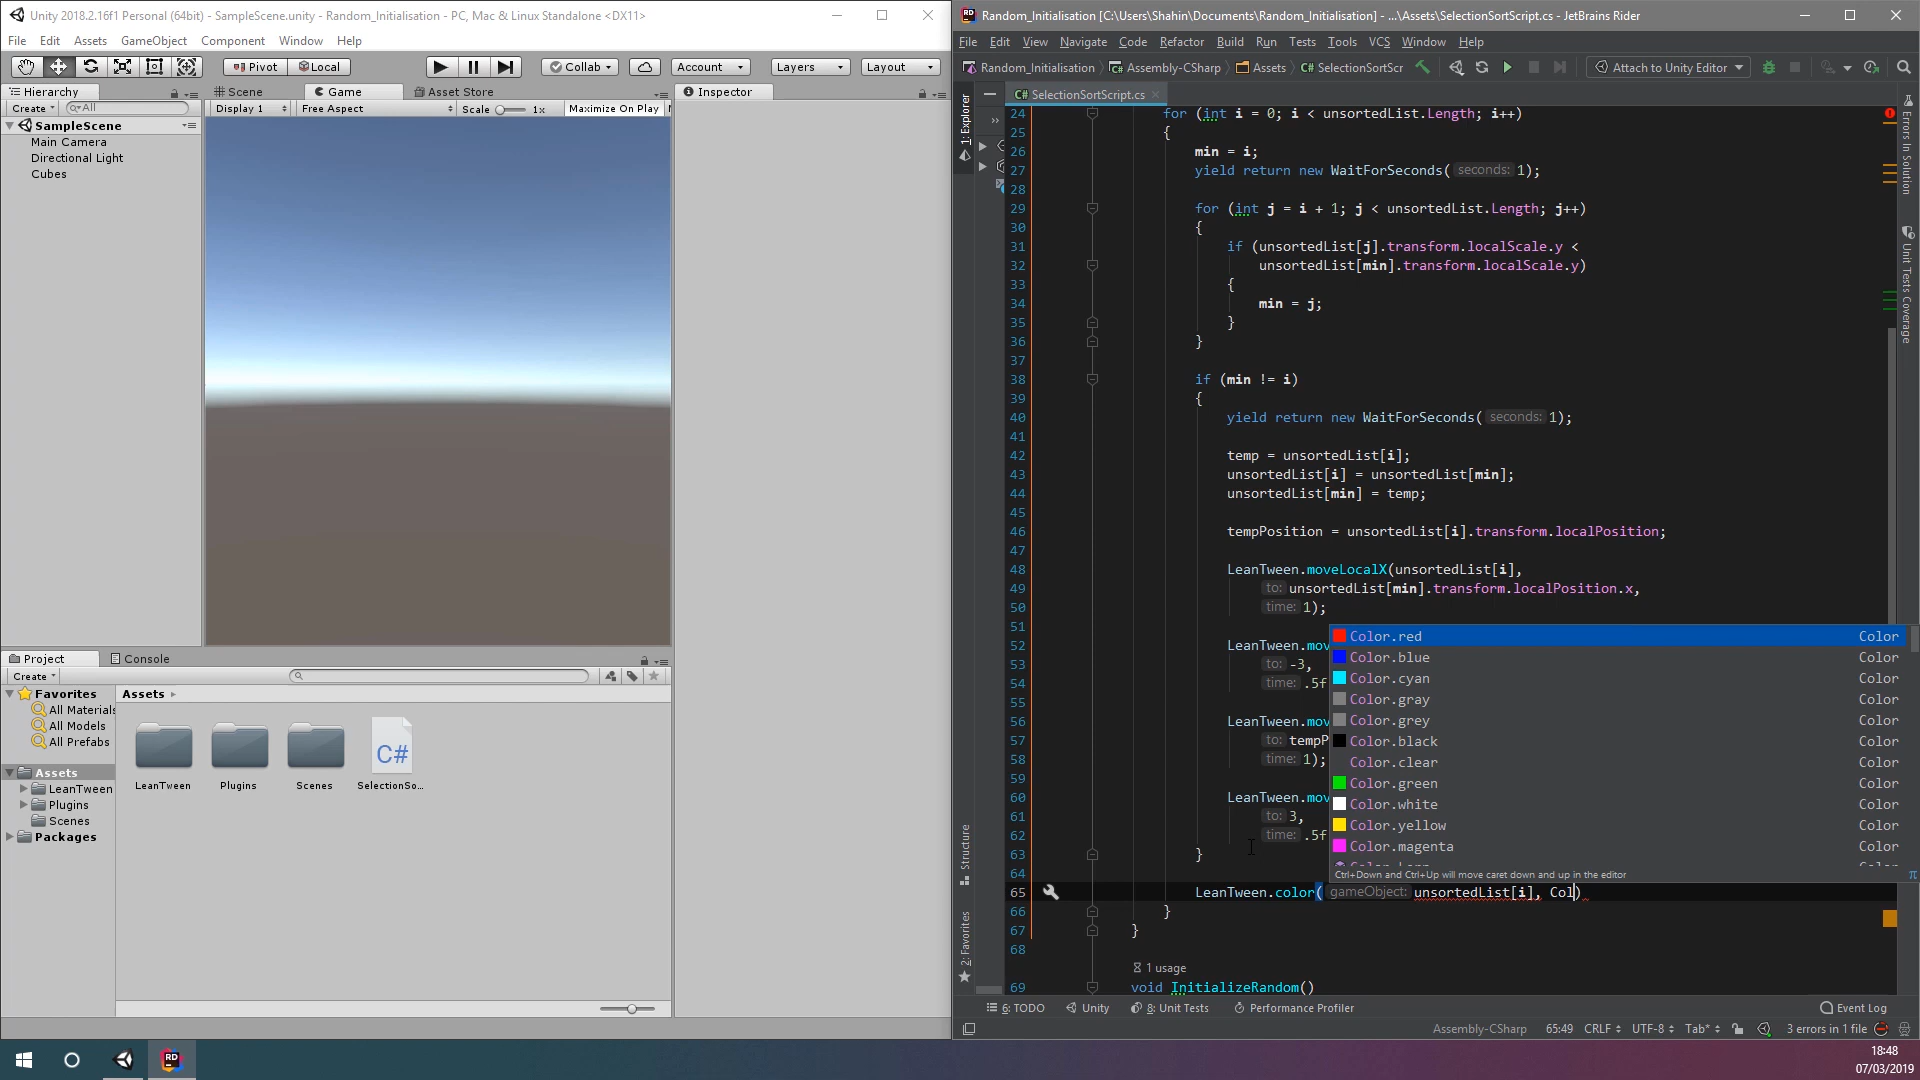 Unity 2018.2.16f1 Personal (64bit) - SampleScene.unity - Random_Initialisation - PC, Mac & Linux Standalone <DX11>
File Edit Assets GameObject Component Window Help
Pivot Local Collab Account Layers Layout
Hierarchy
Create All
SampleScene
Main Camera
Directional Light
Cubes
Scene Game Asset Store
Display 1 Free Aspect Scale 1x Maximize On Play
Inspector
Project Console
Create
Favorites
All Materials
All Models
All Prefabs
Assets
LeanTween
Plugins
Scenes
Packages
Assets
LeanTween Plugins Scenes SelectionSo...
Random_Initialisation [C:\Users\Shahin\Documents\Random_Initialisation] - ...\Assets\SelectionSortScript.cs - JetBrains Rider
File Edit View Navigate Code Refactor Build Run Tests Tools VCS Window Help
Random_Initialisation Assembly-CSharp Assets SelectionSortScr Attach to Unity Editor
1: Explorer
SelectionSortScript.cs
24 for (int i = 0; i < unsortedList.Length; i++)
25 {
26 min = i;
27 yield return new WaitForSeconds( seconds: 1);
28
29 for (int j = i + 1; j < unsortedList.Length; j++)
30 {
31 if (unsortedList[j].transform.localScale.y <
32 unsortedList[min].transform.localScale.y)
33 {
34 min = j;
35 }
36 }
37
38 if (min != i)
39 {
40 yield return new WaitForSeconds( seconds: 1);
41
42 temp = unsortedList[i];
43 unsortedList[i] = unsortedList[min];
44 unsortedList[min] = temp;
45
46 tempPosition = unsortedList[i].transform.localPosition;
47
48 LeanTween.moveLocalX(unsortedList[i],
49 to: unsortedList[min].transform.localPosition.x,
50 time: 1);
51
52 LeanTween.mov
53 to: -3,
54 time: .5f
55
56 LeanTween.mov
57 to: tempP
58 time: 1);
59
60 LeanTween.mov
61 to: 3,
62 time: .5f
63 }
64
65 LeanTween.color( gameObject: unsortedList[i], Col)
66 }
67 }
68
1 usage
69 void InitializeRandom()
Color.red Color
Color.blue Color
Color.cyan Color
Color.gray Color
Color.grey Color
Color.black Color
Color.clear Color
Color.green Color
Color.white Color
Color.yellow Color
Color.magenta Color
Ctrl+Down and Ctrl+Up will move caret down and up in the editor
π
Errors In Solution
Unit Tests Coverage
Structure
2: Favorites
6: TODO Unity 8: Unit Tests Performance Profiler Event Log
Assembly-CSharp 65:49 CRLF UTF-8 Tab* 3 errors in 1 file
18:48
07/03/2019